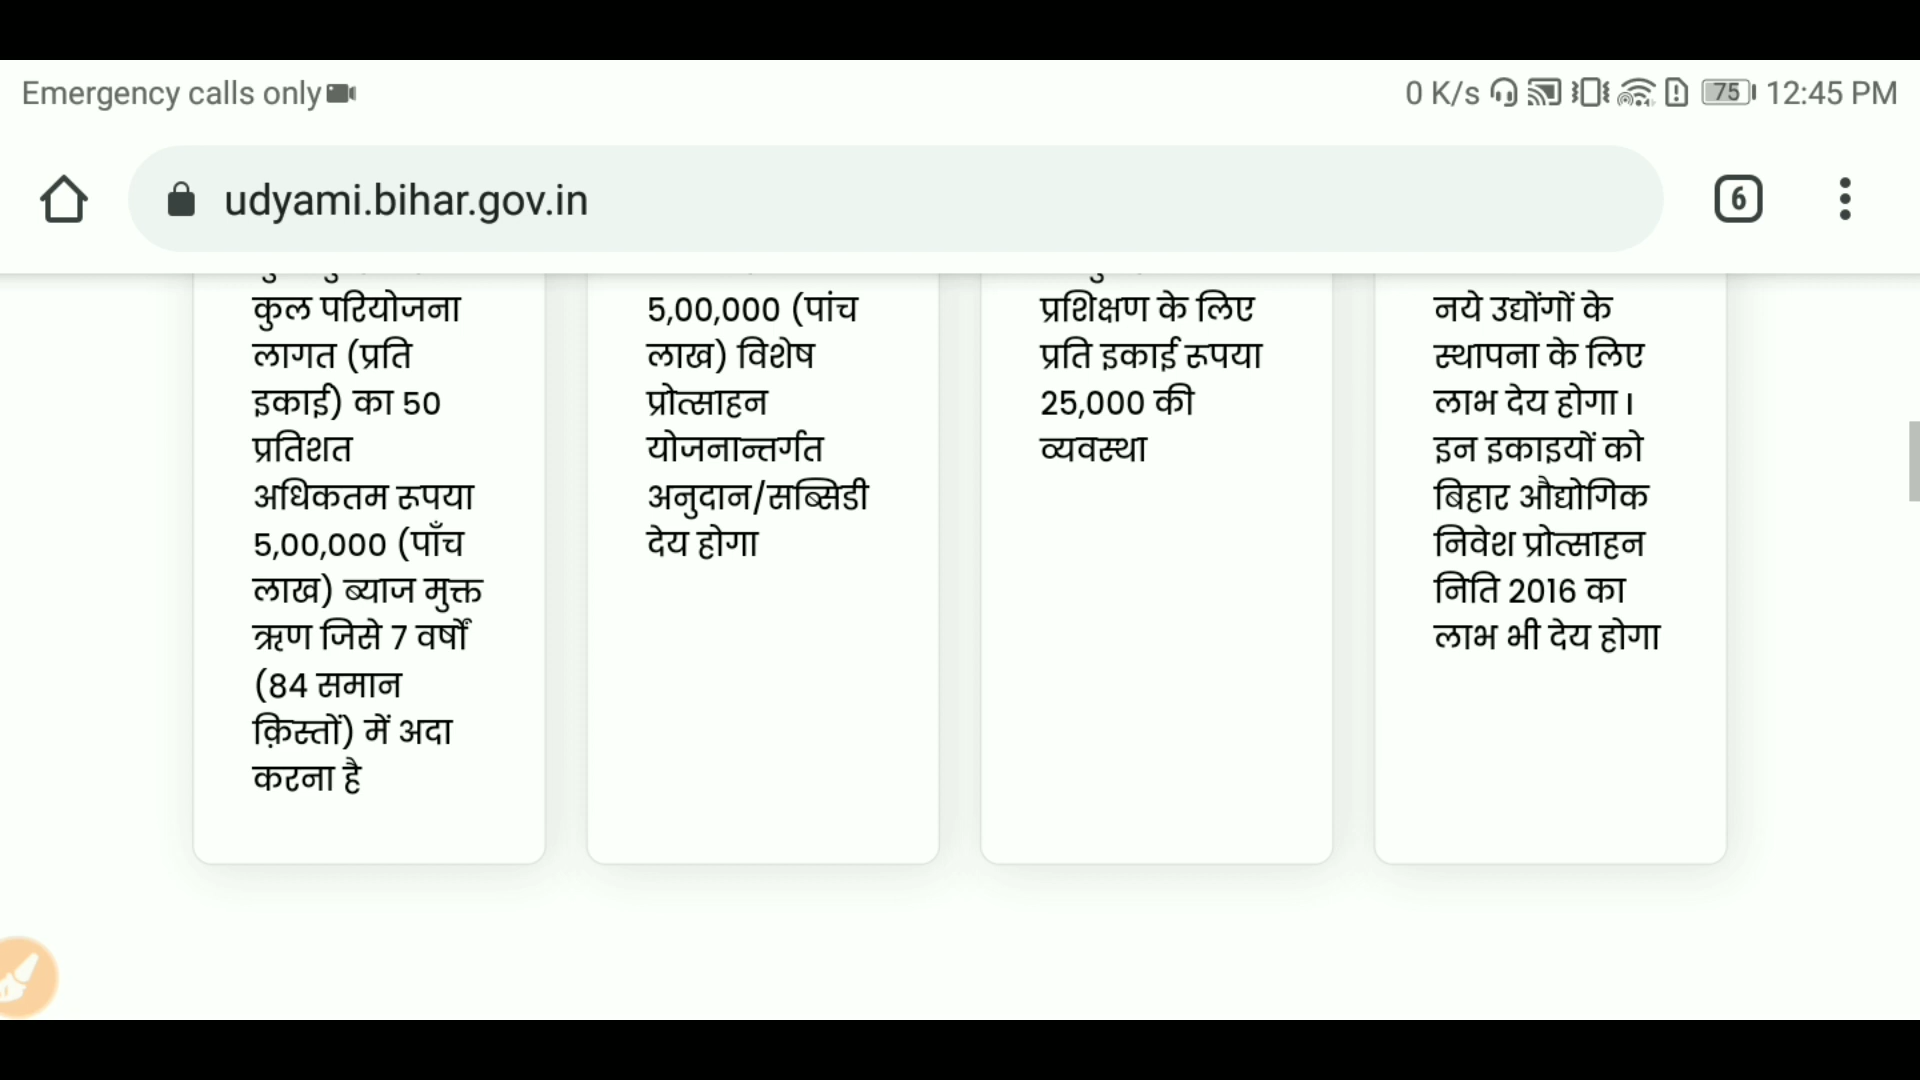 Emergency calls only
0 K/s
75
12:45 PM
udyami.bihar.gov.in
6
कुल परियोजना
लागत (प्रति
इकाई) का 50
प्रतिशत
अधिकतम रूपया
5,00,000 (पाँच
लाख) ब्याज मुक्त
ऋण जिसे 7 वर्षों
(84 समान
क़िस्तों) में अदा
करना है
5,00,000 (पांच
लाख) विशेष
प्रोत्साहन
योजनान्तर्गत
अनुदान/सब्सिडी
देय होगा
प्रशिक्षण के लिए
प्रति इकाई रूपया
25,000 की
व्यवस्था
नये उद्योंगों के
स्थापना के लिए
लाभ देय होगा।
इन इकाइयों को
बिहार औद्योगिक
निवेश प्रोत्साहन
निति 2016 का
लाभ भी देय होगा